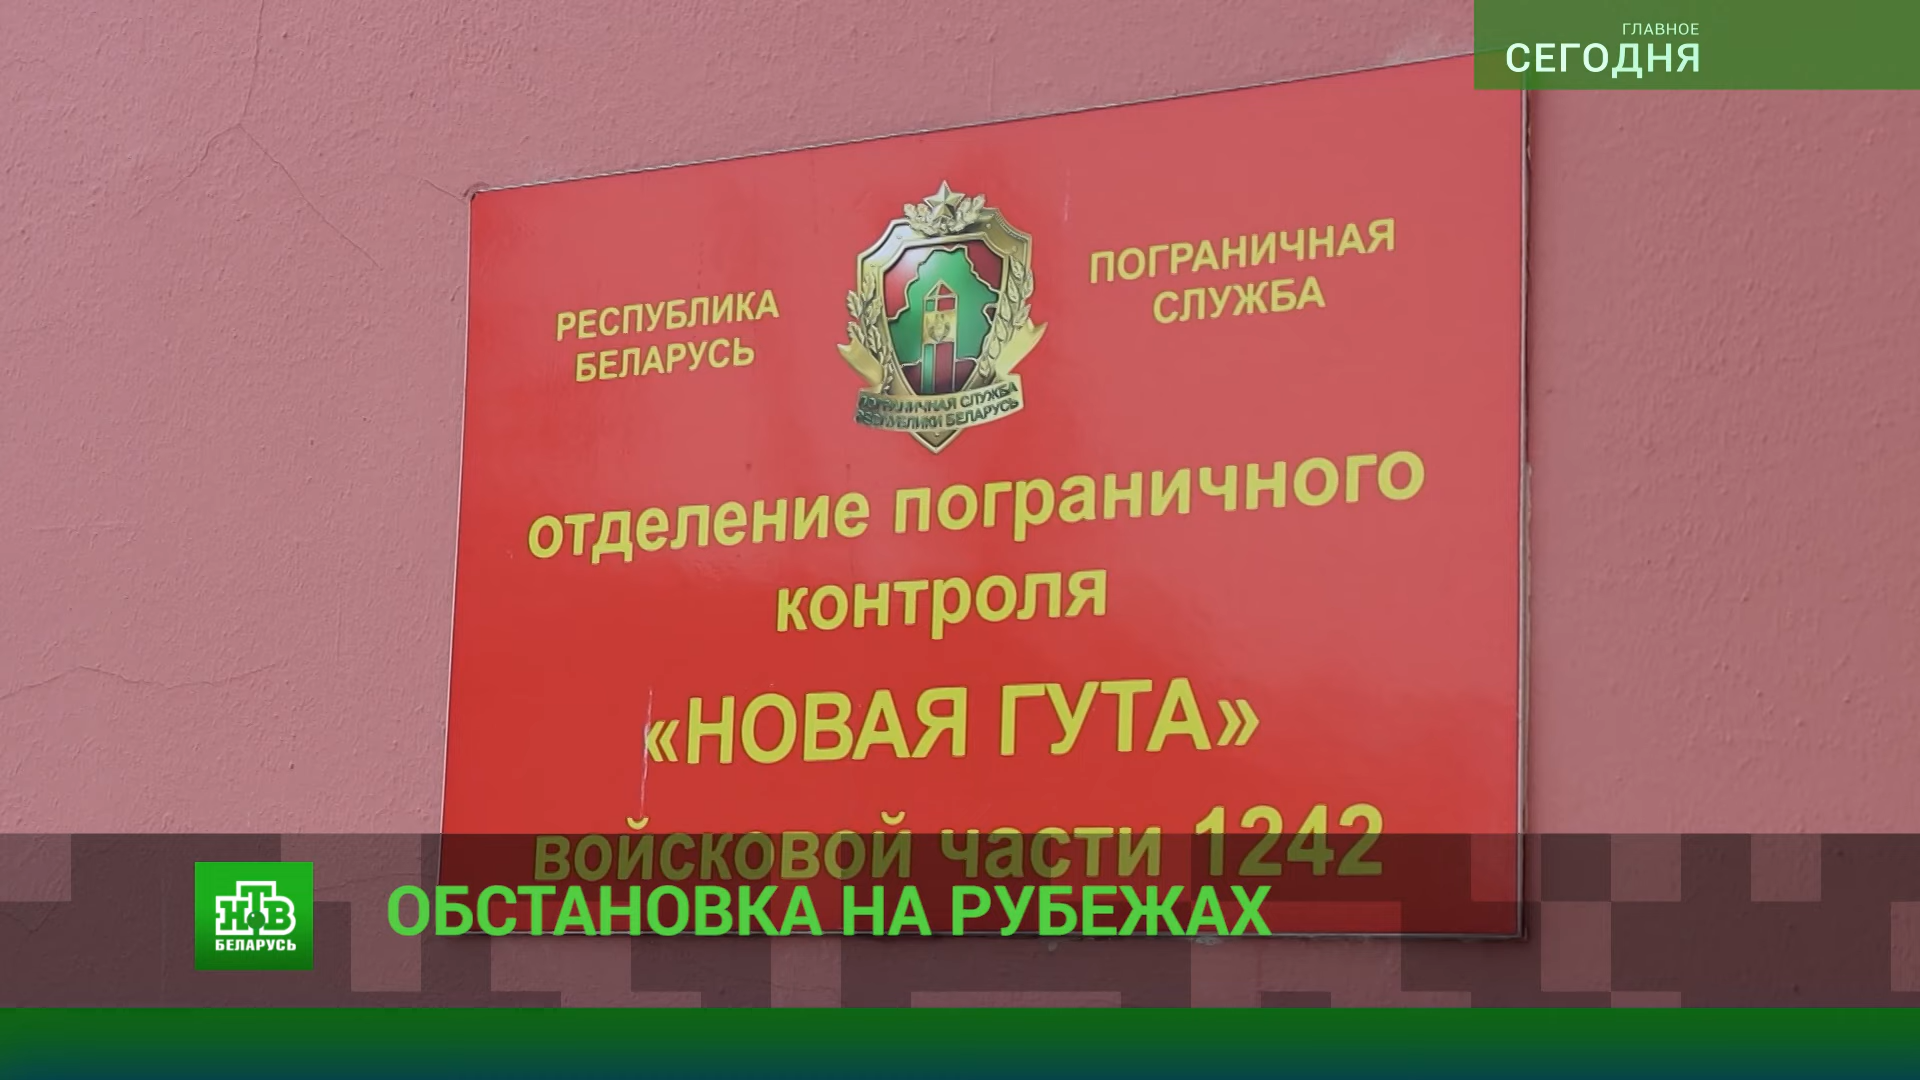 ГЛАВНОЕ
СЕГОДНЯ
РЕСПУБЛИКА
БЕЛАРУСЬ
ПОГРАНИЧНАЯ
СЛУЖБА
ПОГРАНИЧНАЯ СЛУЖБА
РЕСПУБЛИКИ БЕЛАРУСЬ
отделение пограничного
контроля
«НОВАЯ ГУТА»
войсковой части 1242
НТВ
БЕЛАРУСЬ
ОБСТАНОВКА НА РУБЕЖАХ